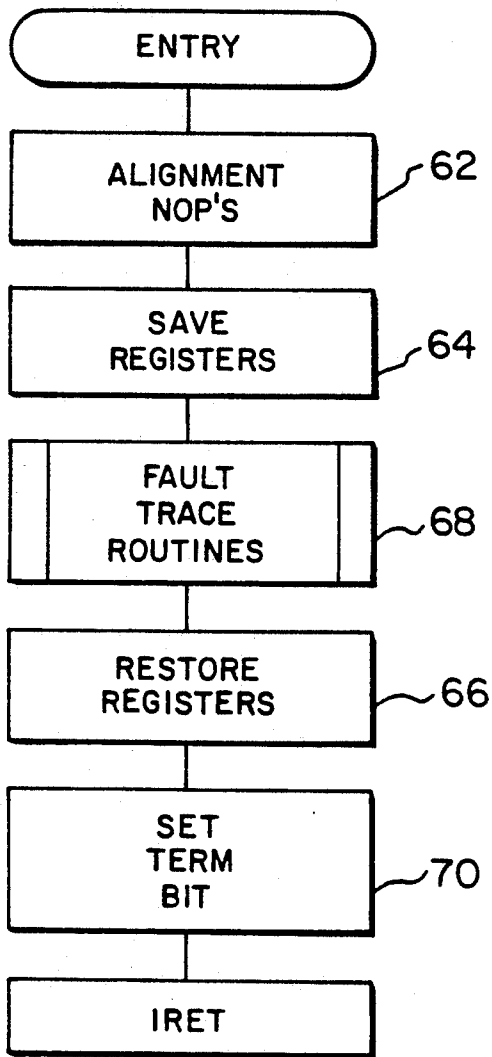 ENTRY
ALIGNMENT
NOP'S
62
SAVE
REGISTERS
64
FAULT
TRACE
ROUTINES
68
RESTORE
REGISTERS
66
SET
TERM
BIT
70
IRET